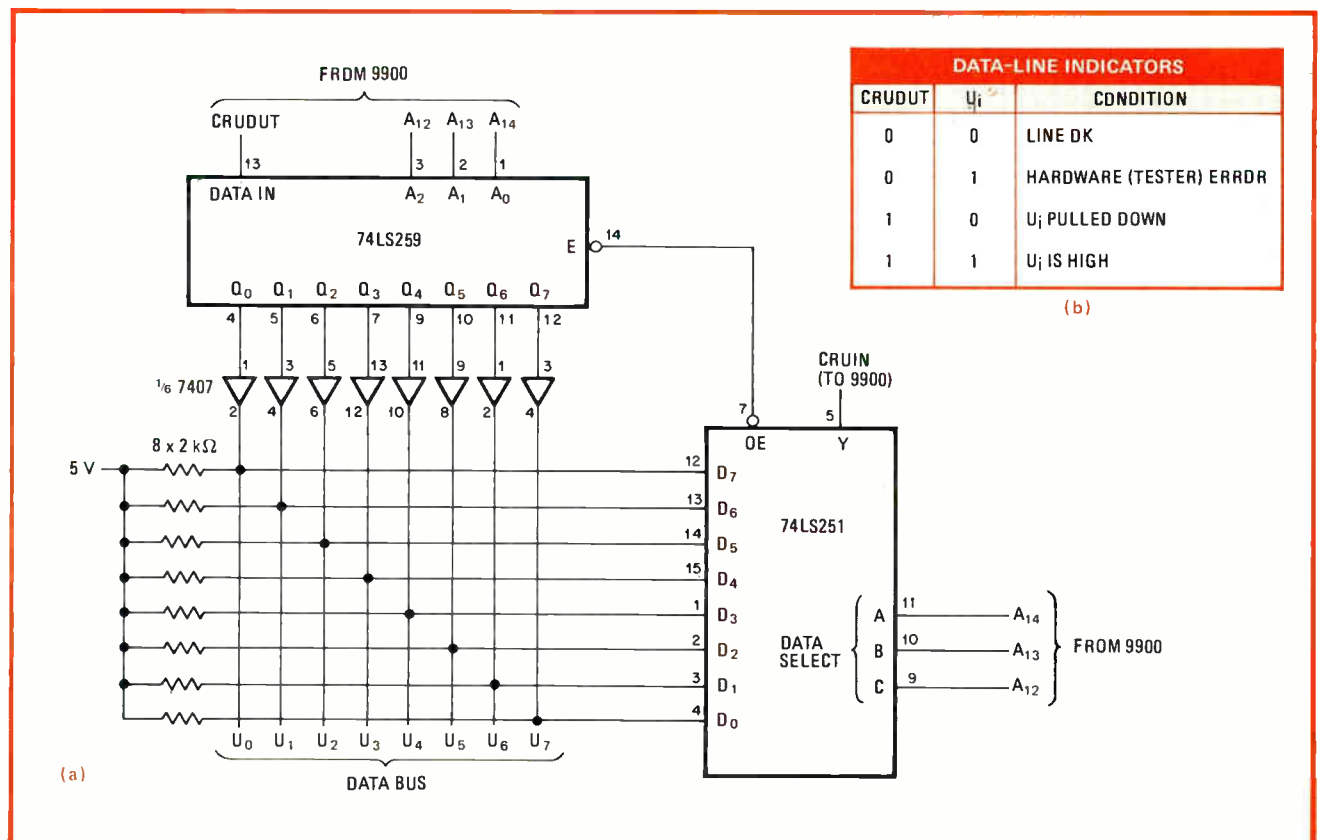 FRDM 9900
CRUDUT A12 A13 A14
13 3 2 1
DATA IN A2 A1 A0
74LS259
E 14
Q0 Q1 Q2 Q3 Q4 Q5 Q6 Q7
4 5 6 7 9 10 11 12
1/6 7407
1 3 5 13 11 9 1 3
2 4 6 12 10 8 2 4
8 x 2 kΩ
5 V
U0 U1 U2 U3 U4 U5 U6 U7
DATA BUS
(a)
CRUIN
(TO 9900)
7 5
OE Y
12 D7
13 D6
14 D5
15 D4
1 D3
2 D2
3 D1
4 D0
74LS251
DATA
SELECT
A 11 A14
B 10 A13
C 9 A12
FROM 9900
DATA-LINE INDICATORS
CRUDUT Ui CDNDITION
0 0 LINE DK
0 1 HARDWARE (TESTER) ERRDR
1 0 Ui PULLED DOWN
1 1 Ui IS HIGH
(b)